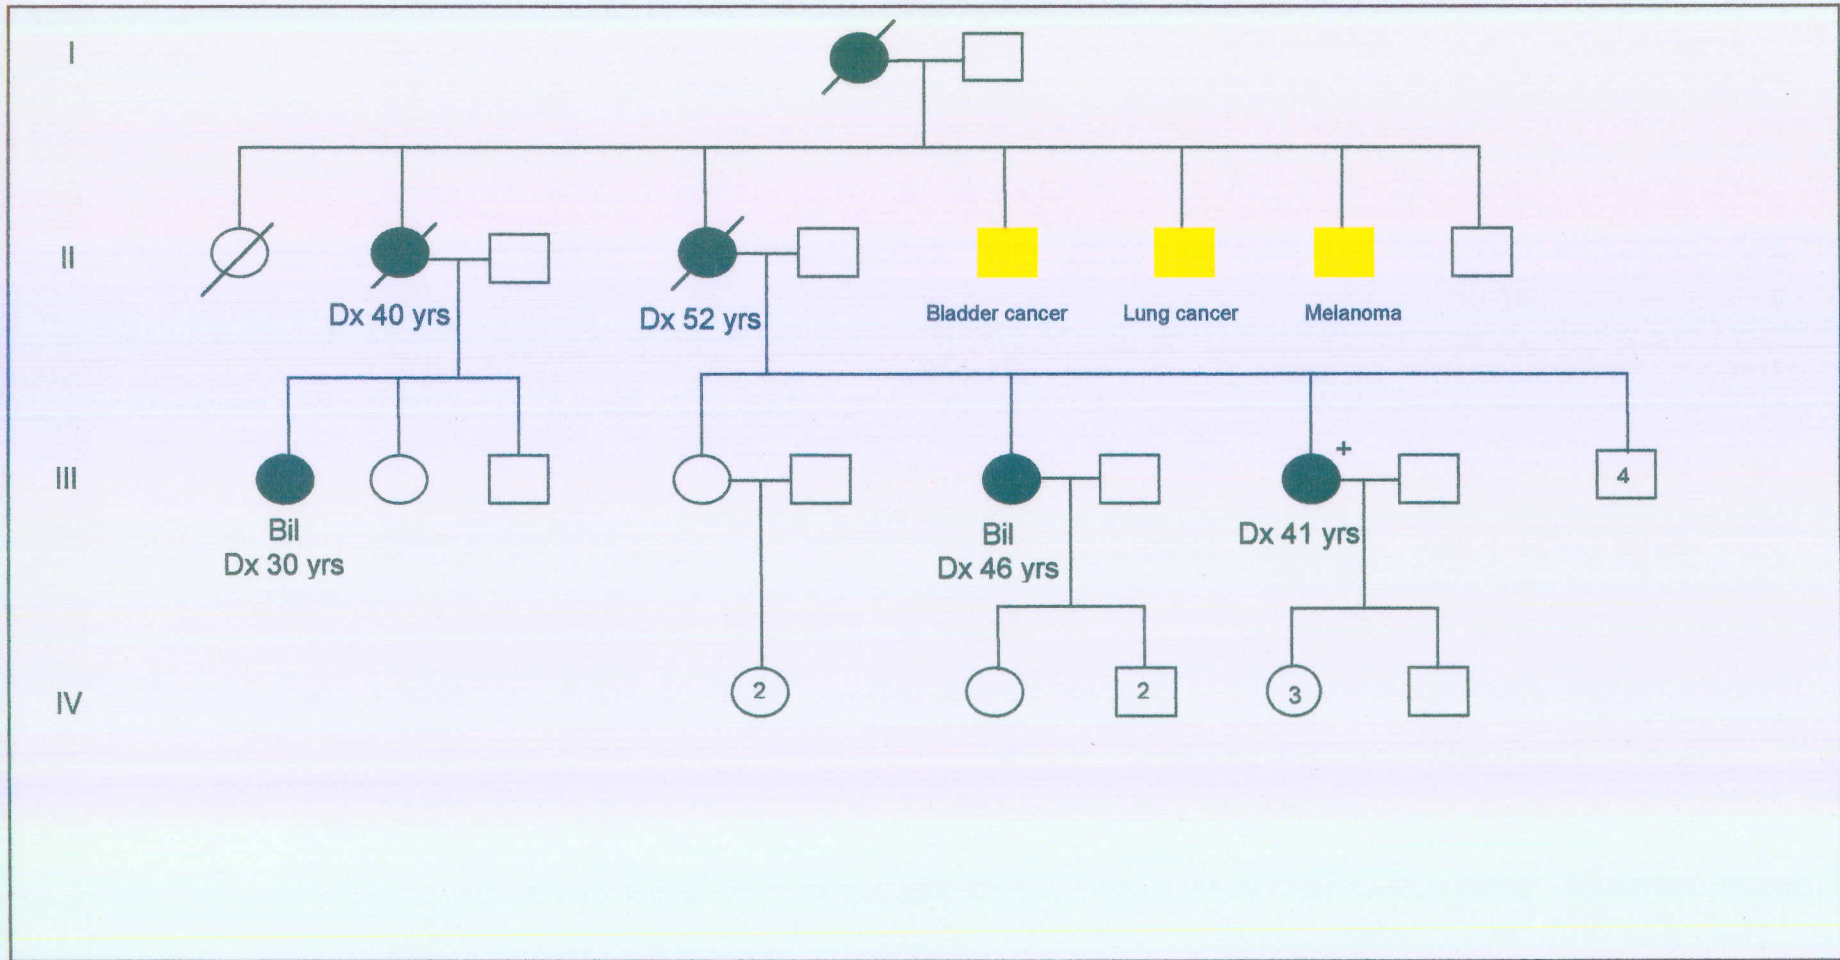 I
II
Dx 40 yrs
Dx 52 yrs
Bladder cancer
Lung cancer
Melanoma
III
+
4
Bil
Dx 30 yrs
Bil
Dx 46 yrs
Dx 41 yrs
IV
2
2
3